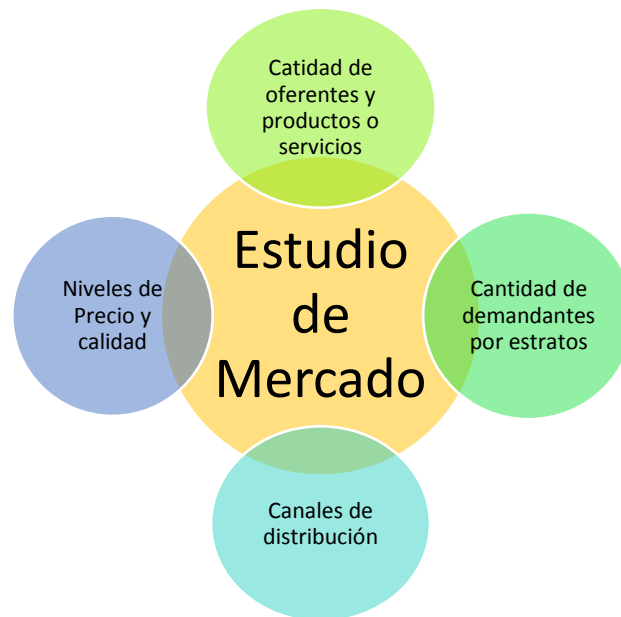 Catidad de
oferentes y
productos o
servicios
Estudio
de
Mercado
Niveles de
Precio y
calidad
Cantidad de
demandantes
por estratos
Canales de
distribución